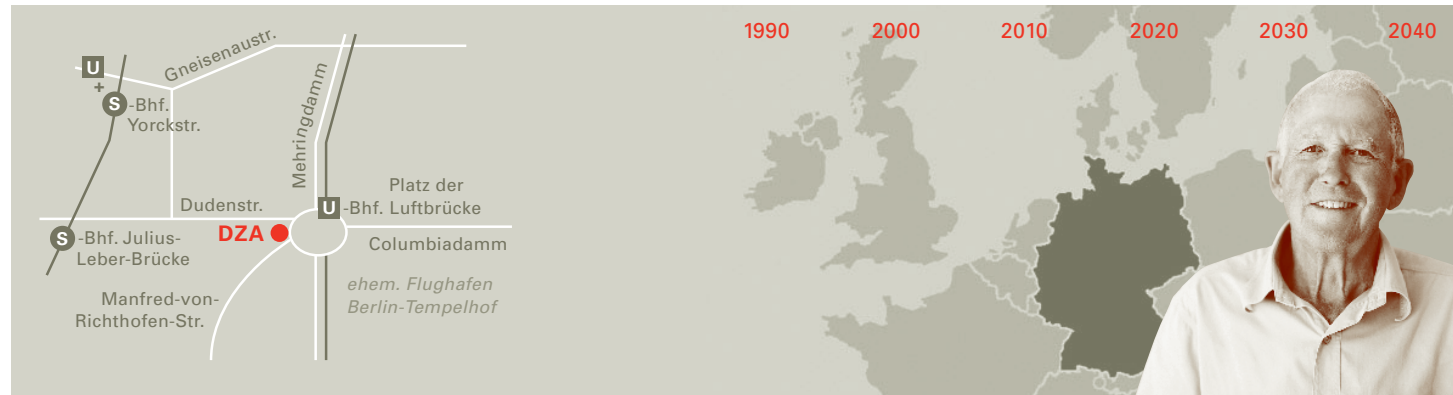 1990 2000 2010 2020 2030 2040
Gneisenaustr.
U
+
S-Bhf.
Yorckstr.
Mehringdamm
Platz der
U-Bhf. Luftbrücke
Dudenstr.
DZA
S-Bhf. Julius-
Leber-Brücke
Columbiadamm
ehem. Flughafen
Berlin-Tempelhof
Manfred-von-
Richthofen-Str.